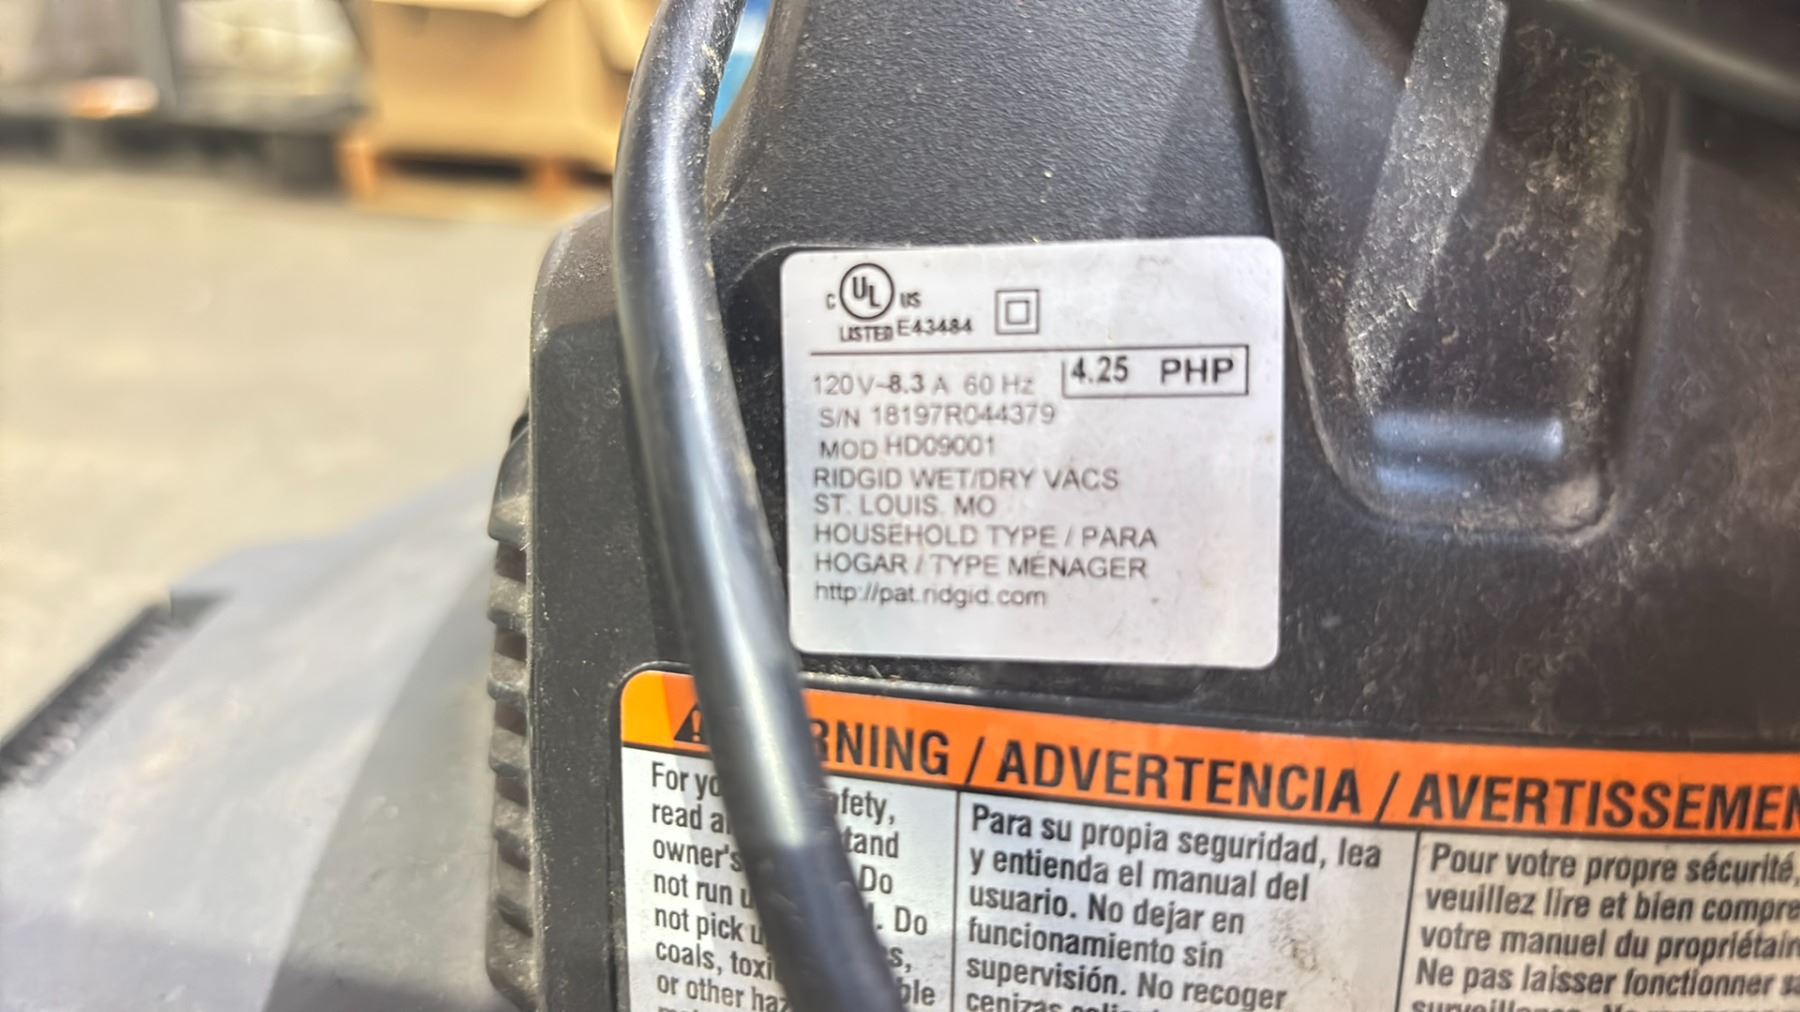 C UL US
LISTED E43484
120V~8.3 A 60 Hz 4.25 PHP
S/N 18197R044379
MOD HD09001
RIDGID WET/DRY VACS
ST. LOUIS. MO
HOUSEHOLD TYPE / PARA
HOGAR / TYPE MÉNAGER
http://pat.ridgid.com
RNING / ADVERTENCIA / AVERTISSEMEN
For yo fety,
read a tand
owner's Do
not run u . Do
not pick u s,
coals, toxi ble
or other haz
Para su propia seguridad, lea
y entienda el manual del
usuario. No dejar en
funcionamiento sin
supervisión. No recoger
cenizas
Pour votre propre sécurité,
veuillez lire et bien compre
votre manuel du propriétair
Ne pas laisser fonctionner sa